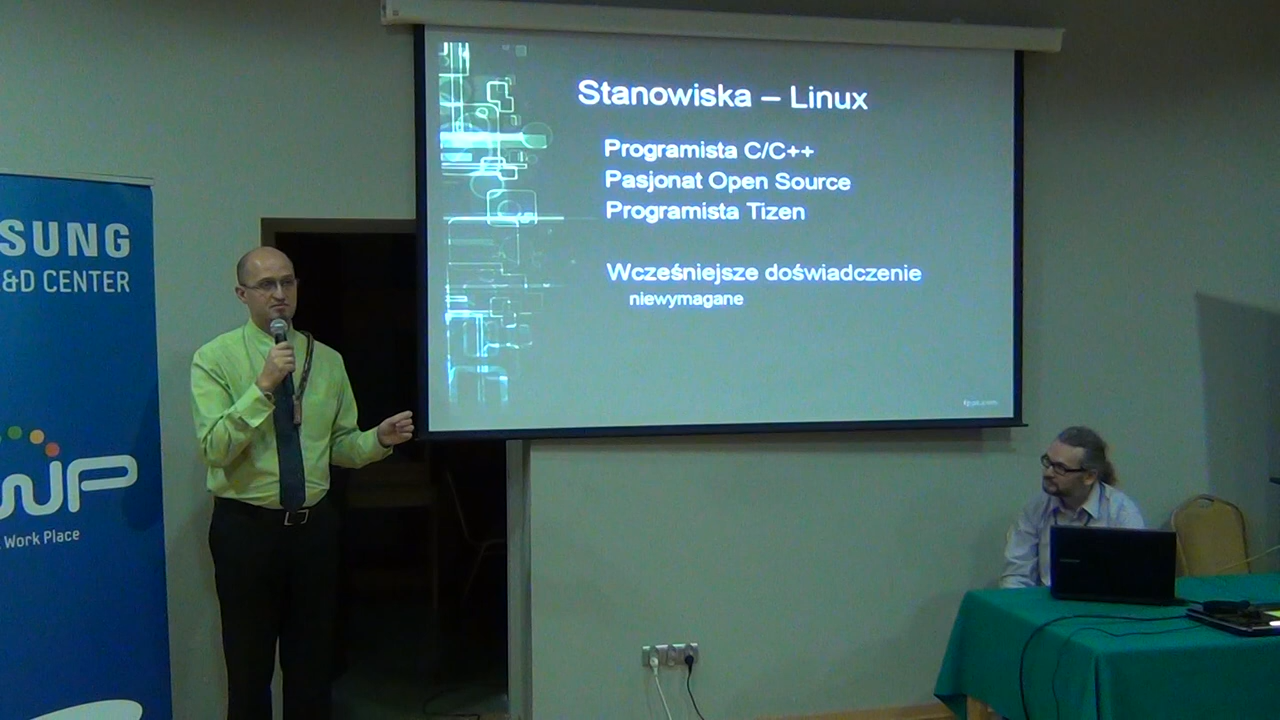 Stanowiska – Linux
Programista C/C++
Pasjonat Open Source
Programista Tizen
Wcześniejsze doświadczenie
niewymagane
SUNG
&D CENTER
WP
Work Place